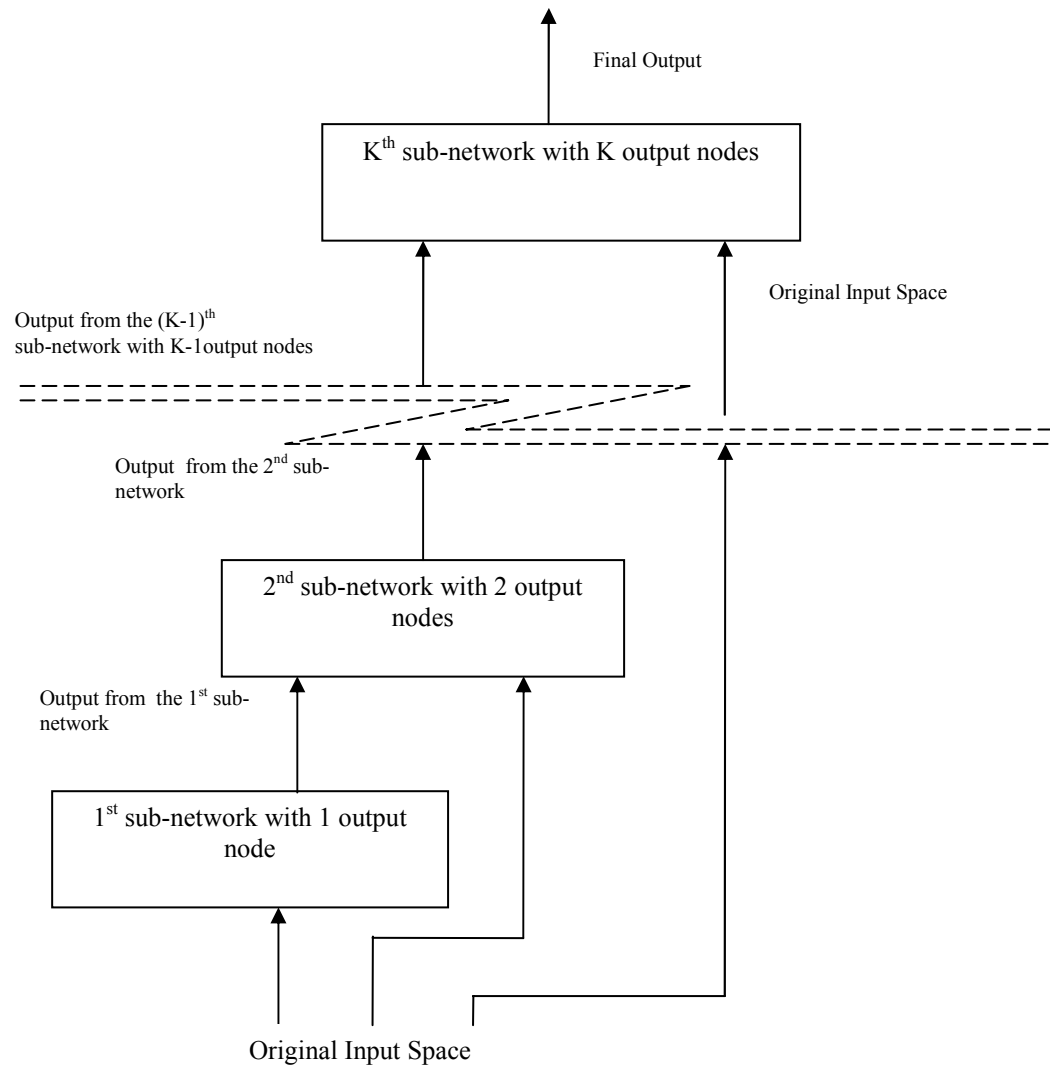 Final Output
Kth sub-network with K output nodes
Original Input Space
Output from the (K-1)th
sub-network with K-1output nodes
Output from the 2nd sub-
network
2nd sub-network with 2 output
nodes
Output from the 1st sub-
network
1st sub-network with 1 output
node
Original Input Space